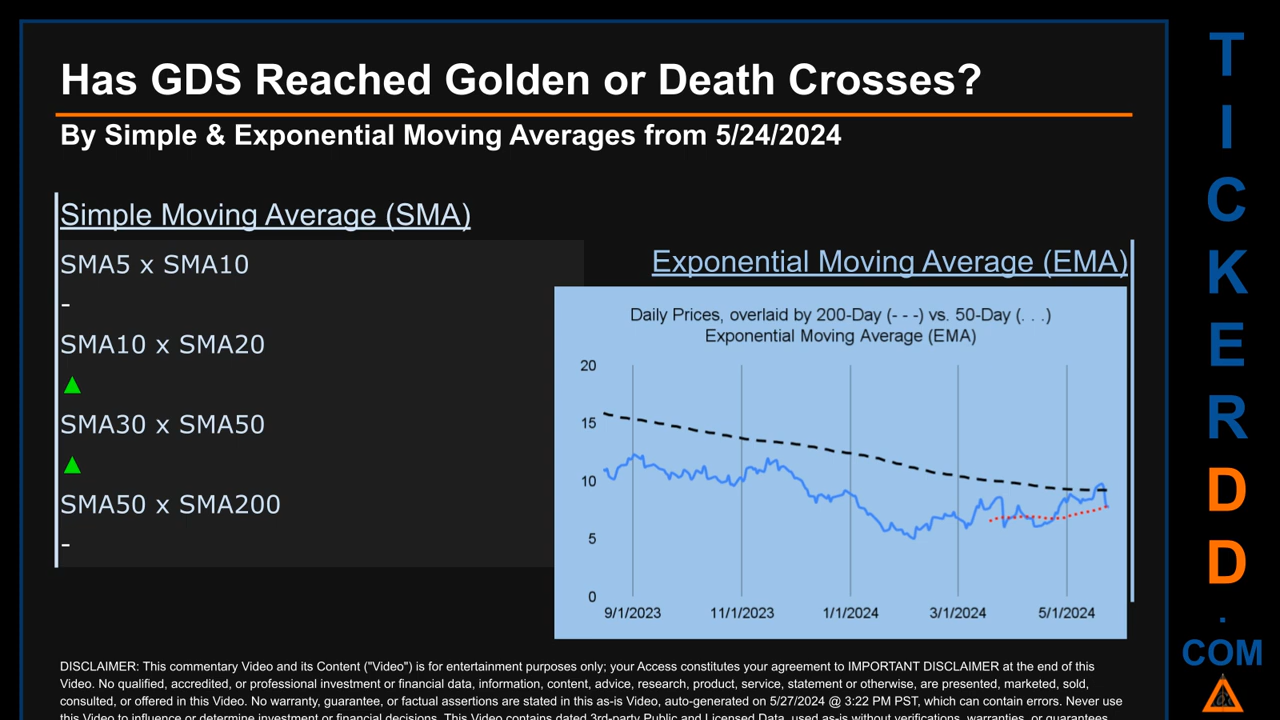 Has GDS Reached Golden or Death Crosses?
By Simple & Exponential Moving Averages from 5/24/2024
Simple Moving Average (SMA)
SMA5 x SMA10
-
SMA10 x SMA20
▲
SMA30 x SMA50
▲
SMA50 x SMA200
-
Exponential Moving Average (EMA)
Daily Prices, overlaid by 200-Day (- - -) vs. 50-Day (. . .)
Exponential Moving Average (EMA)
20
15
10
5
0
9/1/2023 11/1/2023 1/1/2024 3/1/2024 5/1/2024
DISCLAIMER: This commentary Video and its Content ("Video") is for entertainment purposes only; your Access constitutes your agreement to IMPORTANT DISCLAIMER at the end of this
Video. No qualified, accredited, or professional investment or financial data, information, content, advice, research, product, service, statement or otherwise, are presented, marketed, sold,
consulted, or offered in this Video. No warranty, guarantee, or factual assertions are stated in this as-is Video, auto-generated on 5/27/2024 @ 3:22 PM PST, which can contain errors. Never use
this Video to influence or determine investment or financial decisions. This Video contains dated 3rd-party Public and Licensed Data, used as-is without verifications, warranties, or guarantees
T
I
C
K
E
R
D
D
.
COM